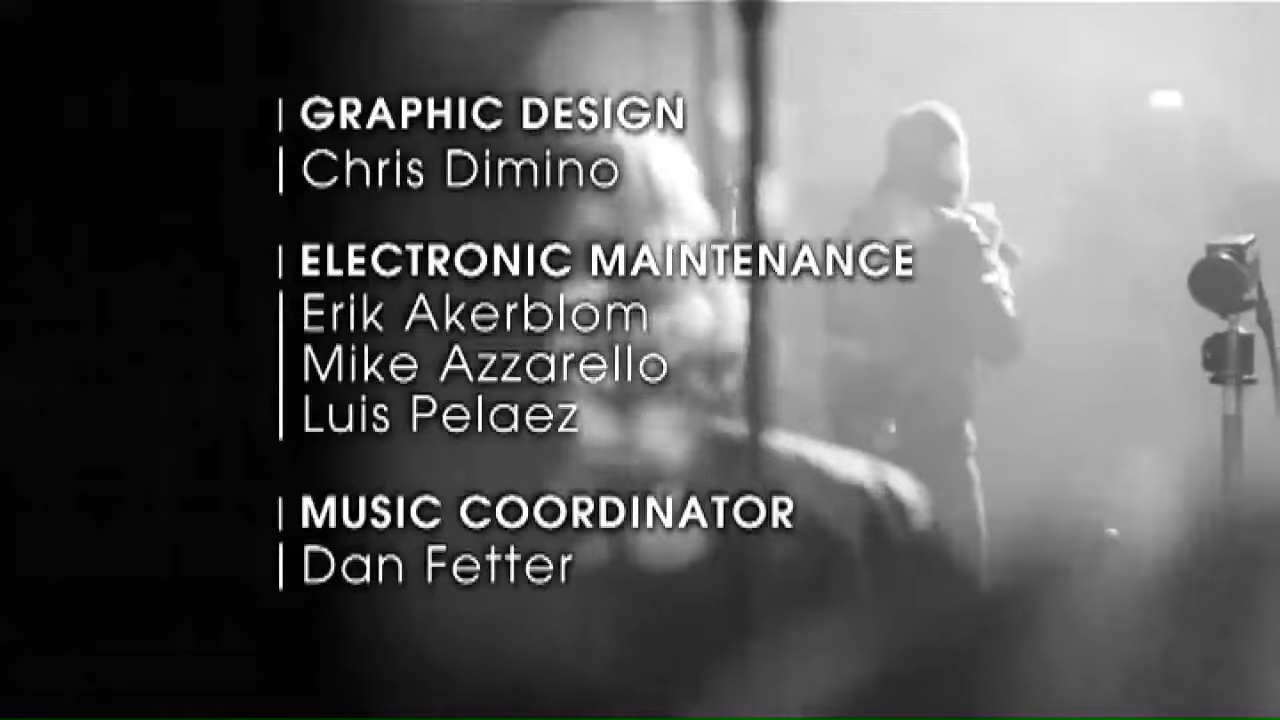 GRAPHIC DESIGN
Chris Dimino
ELECTRONIC MAINTENANCE
Erik Akerblom
Mike Azzarello
Luis Pelaez
MUSIC COORDINATOR
Dan Fetter